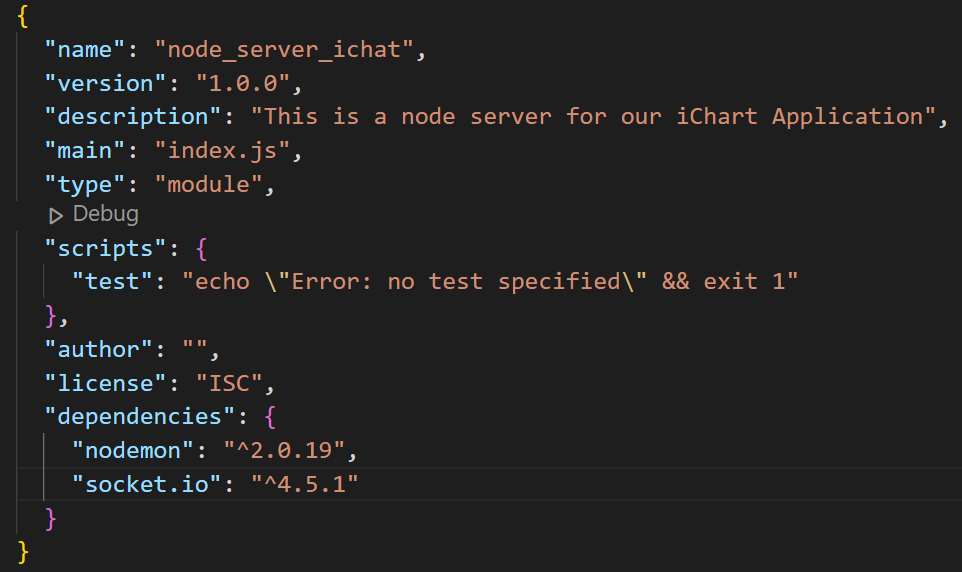 {
"name": "node_server_ichat",
"version": "1.0.0",
"description": "This is a node server for our iChart Application",
"main": "index.js",
"type": "module",
Debug
"scripts": {
"test": "echo \"Error: no test specified\" && exit 1"
},
"author": "",
"license": "ISC",
"dependencies": {
"nodemon": "^2.0.19",
"socket.io": "^4.5.1"
}
}